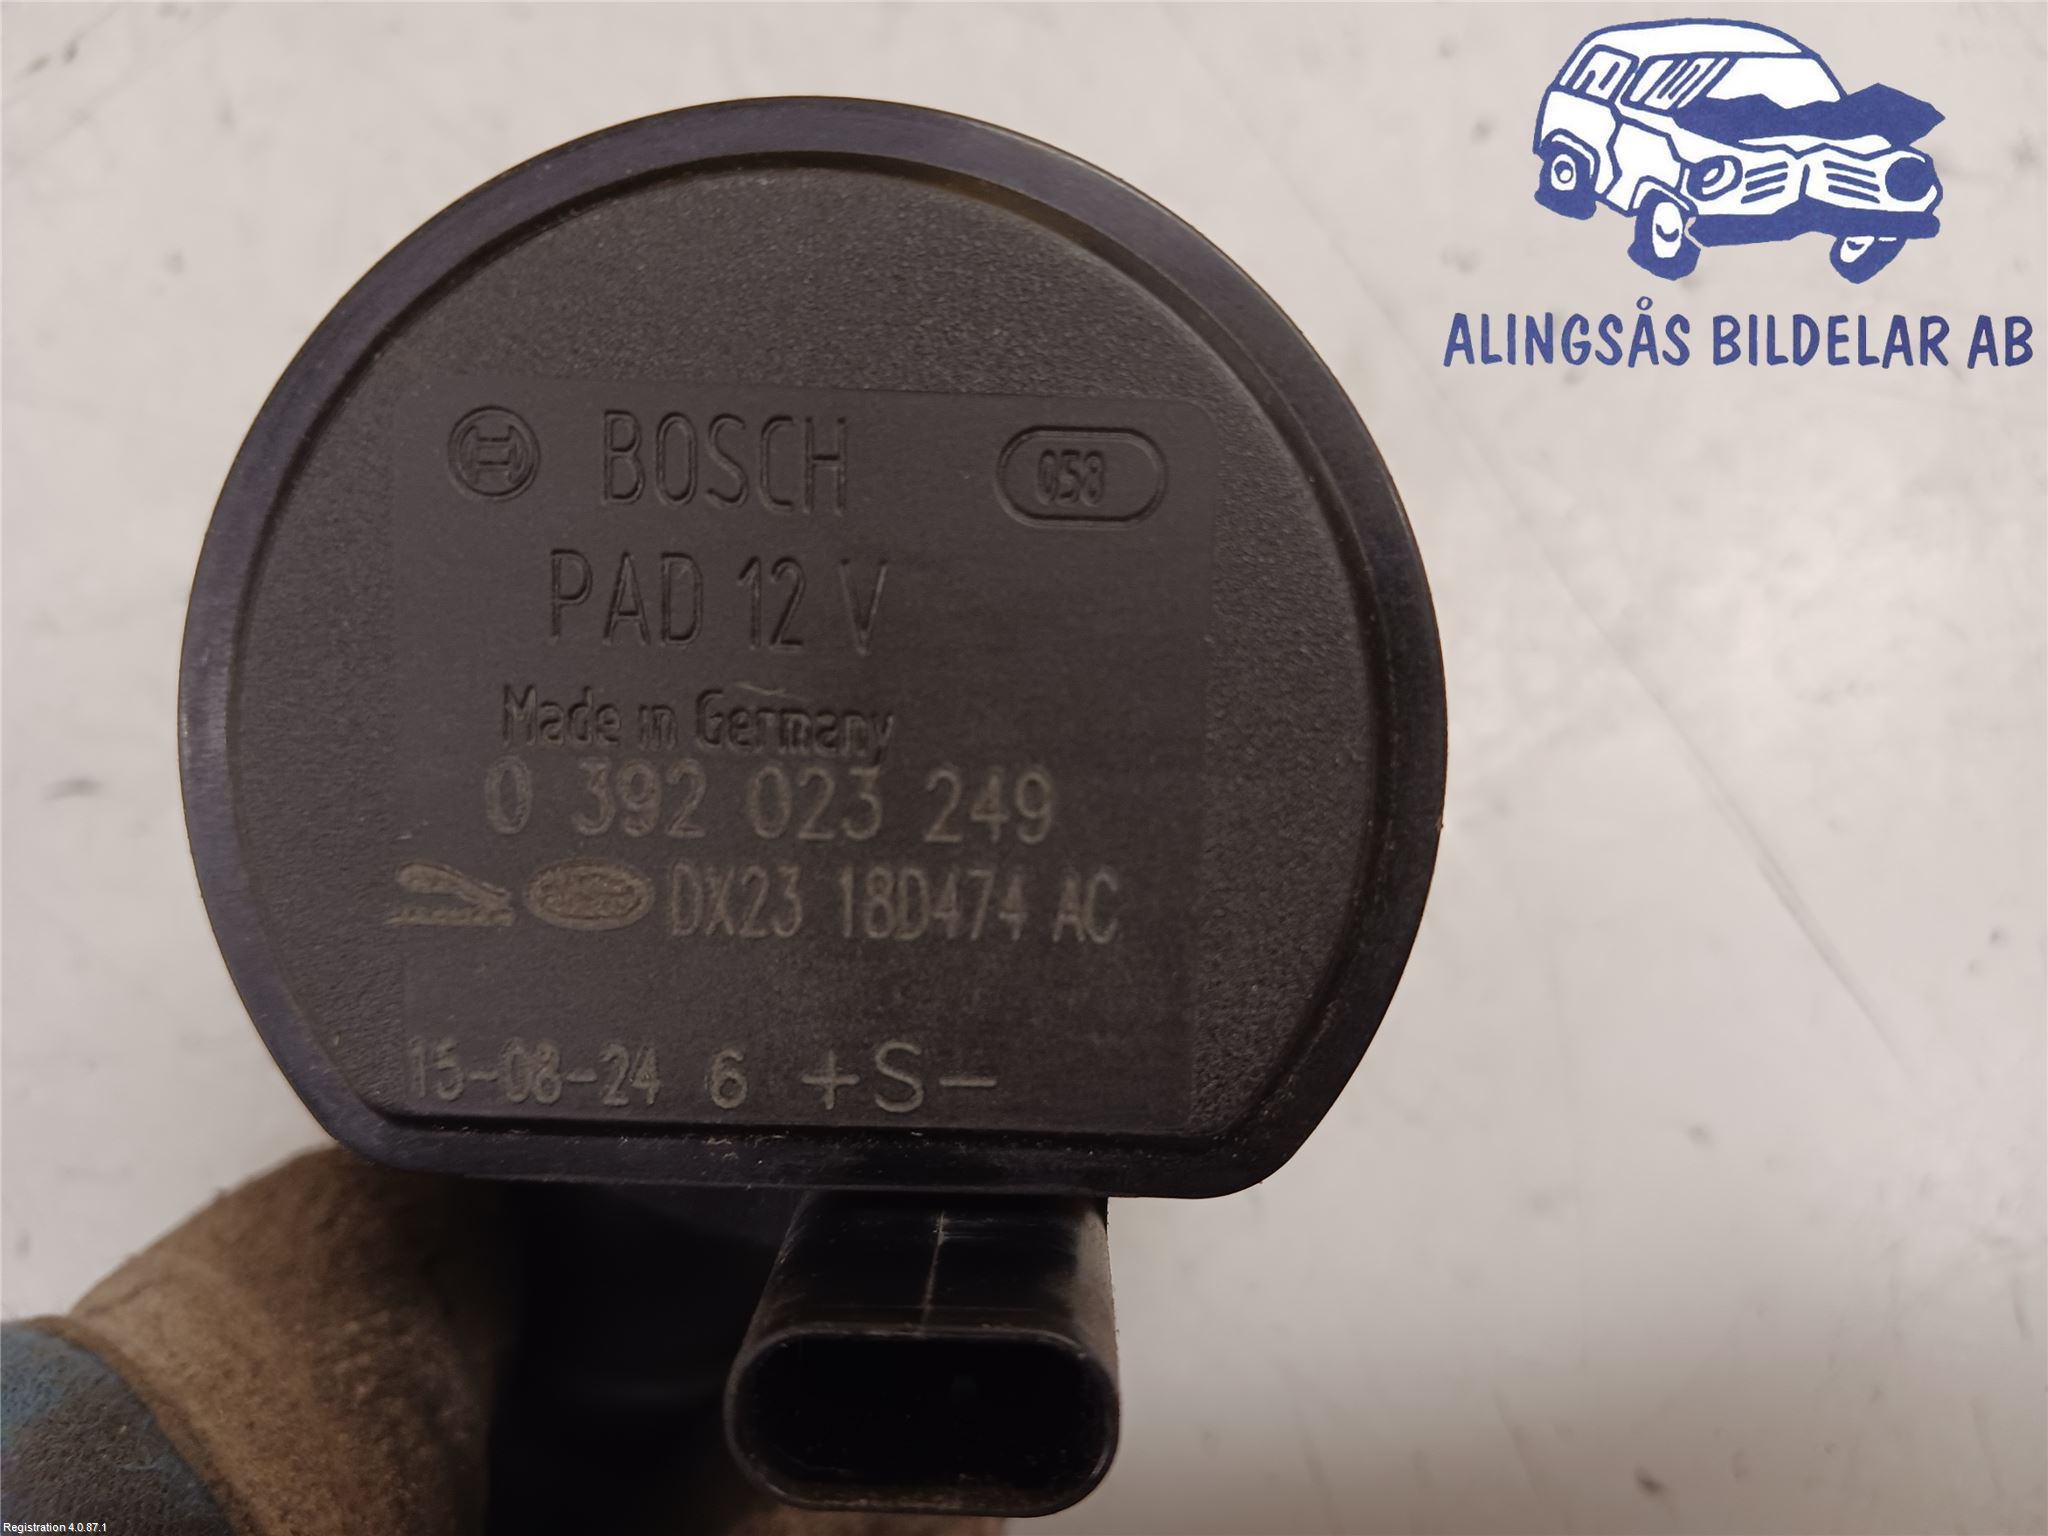 ALINGSÅS BILDELAR AB
BOSCH 058
PAD 12 V
Made in Germany
0 392 023 249
DX23 18D474 AC
15-08-24 6 +S-
Registration 4.0.87.1